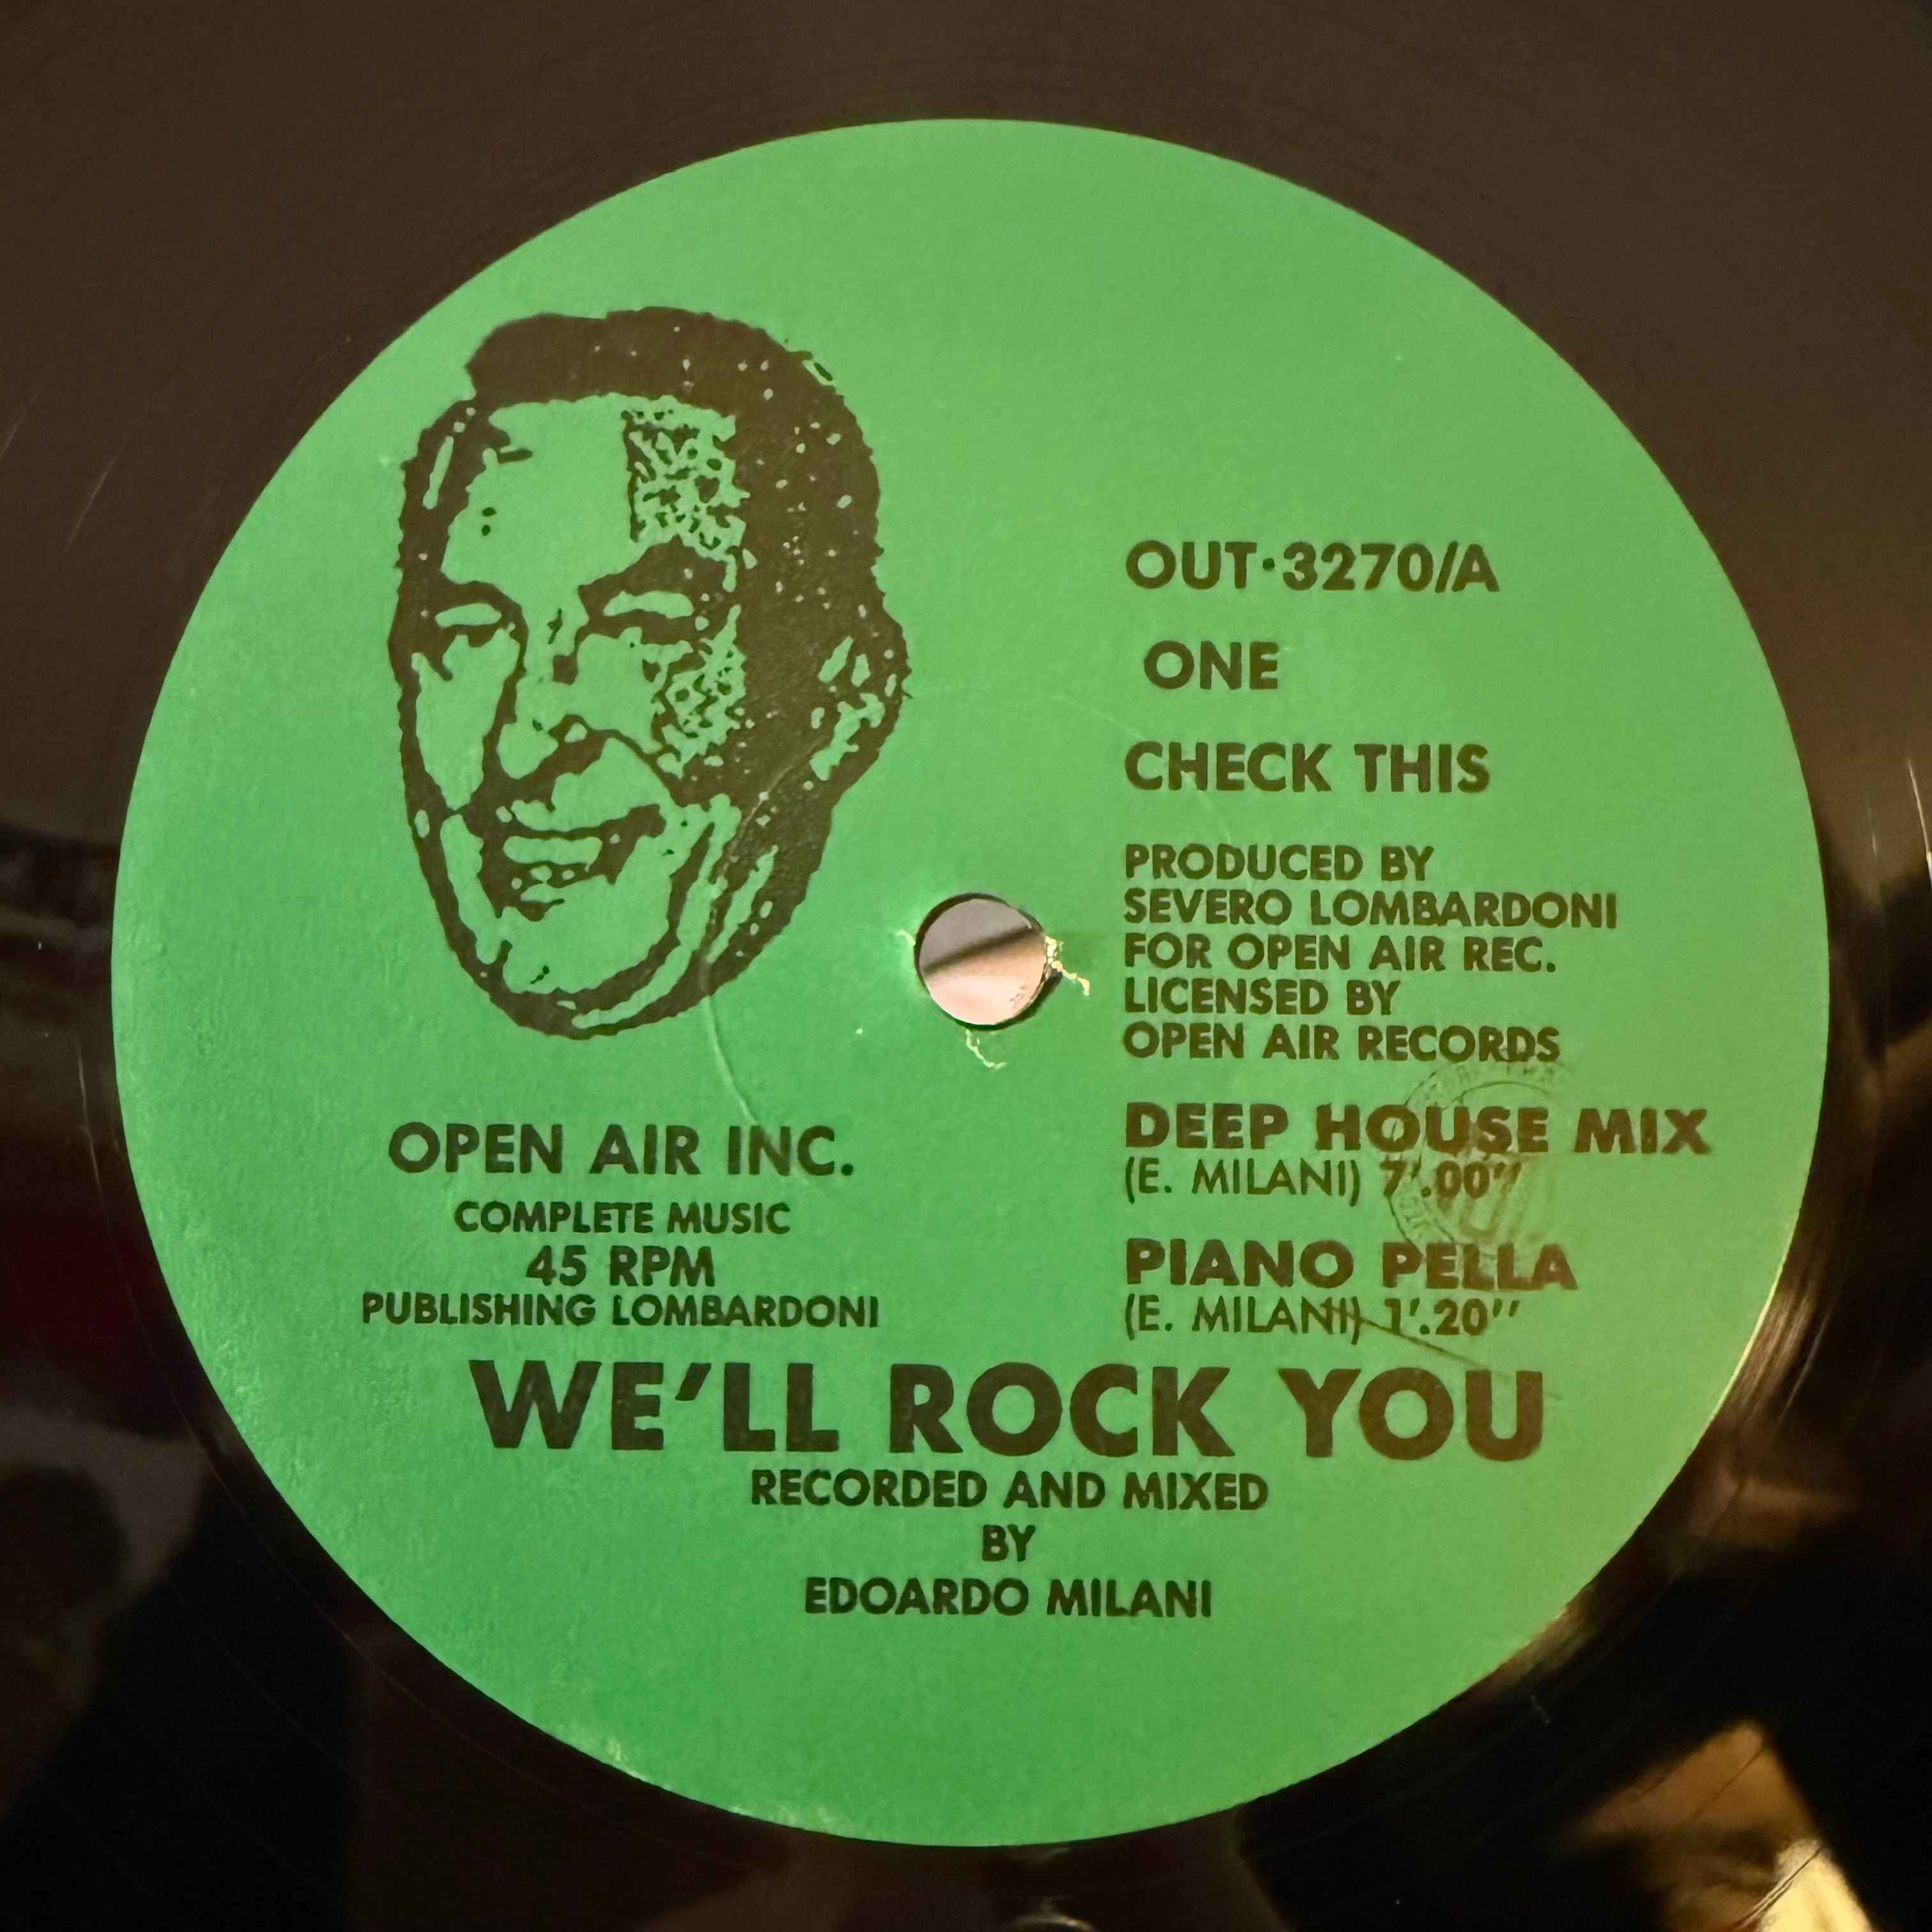 OUT·3270/A
ONE
CHECK THIS
PRODUCED BY
SEVERO LOMBARDONI
FOR OPEN AIR REC.
LICENSED BY
OPEN AIR RECORDS
DEEP HOUSE MIX
(E. MILANI) 7'.00"
PIANO PELLA
(E. MILANI) 1'.20"
OPEN AIR INC.
COMPLETE MUSIC
45 RPM
PUBLISHING LOMBARDONI
WE'LL ROCK YOU
RECORDED AND MIXED
BY
EDOARDO MILANI